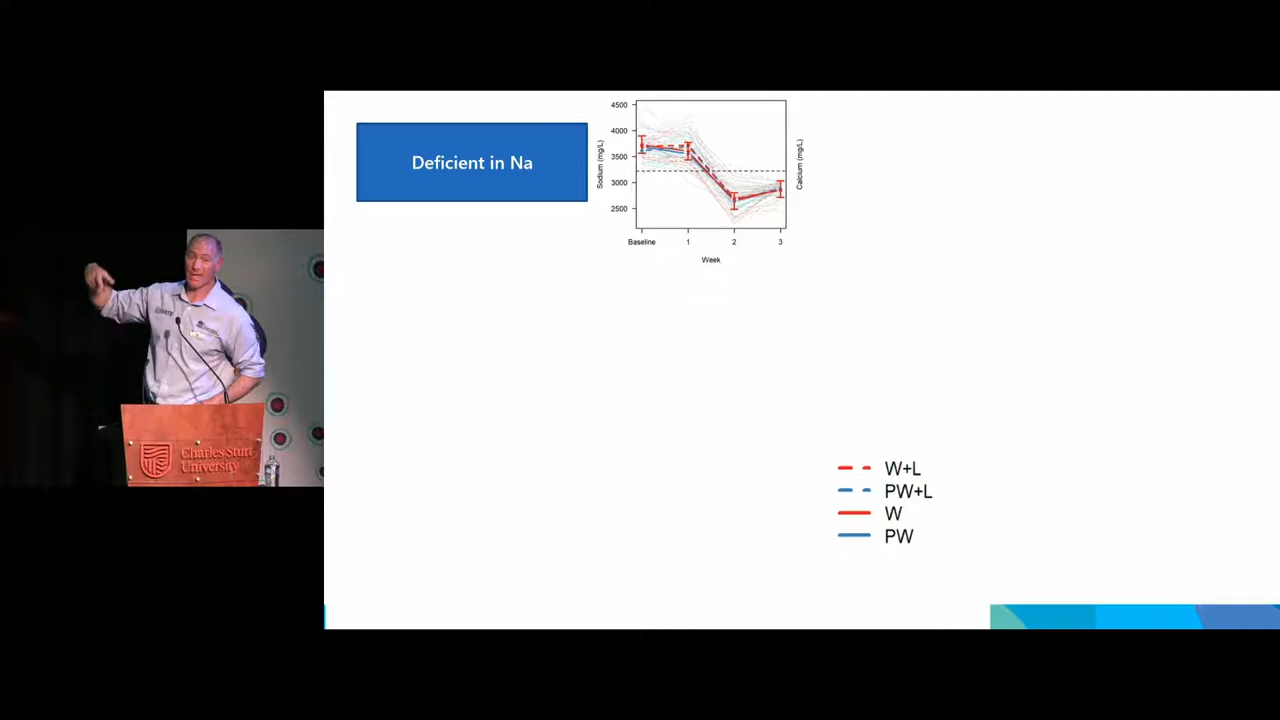 Deficient in Na
4500
4000
3500
3000
2500
Sodium (mg/L)
Calcium (mg/L)
Baseline 1 2 3
Week
W+L
PW+L
W
PW
Charles Sturt
University